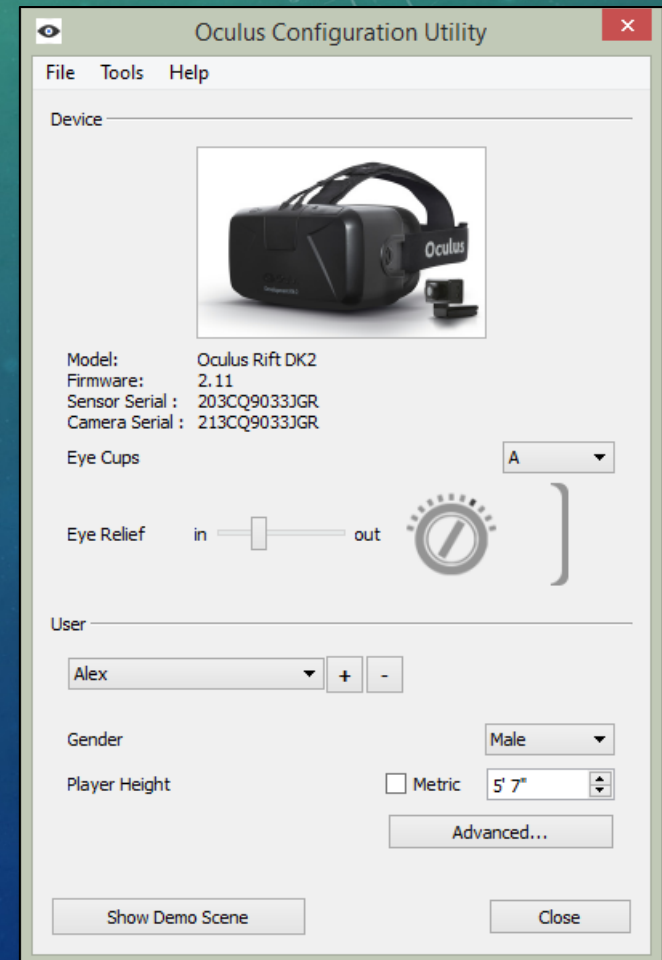 Oculus Configuration Utility
File Tools Help
Device
Oculus
Model: Oculus Rift DK2
Firmware: 2.11
Sensor Serial : 203CQ9033JGR
Camera Serial : 213CQ9033JGR
Eye Cups A
Eye Relief in out
User
Alex + -
Gender Male
Player Height Metric 5' 7"
Advanced...
Show Demo Scene Close